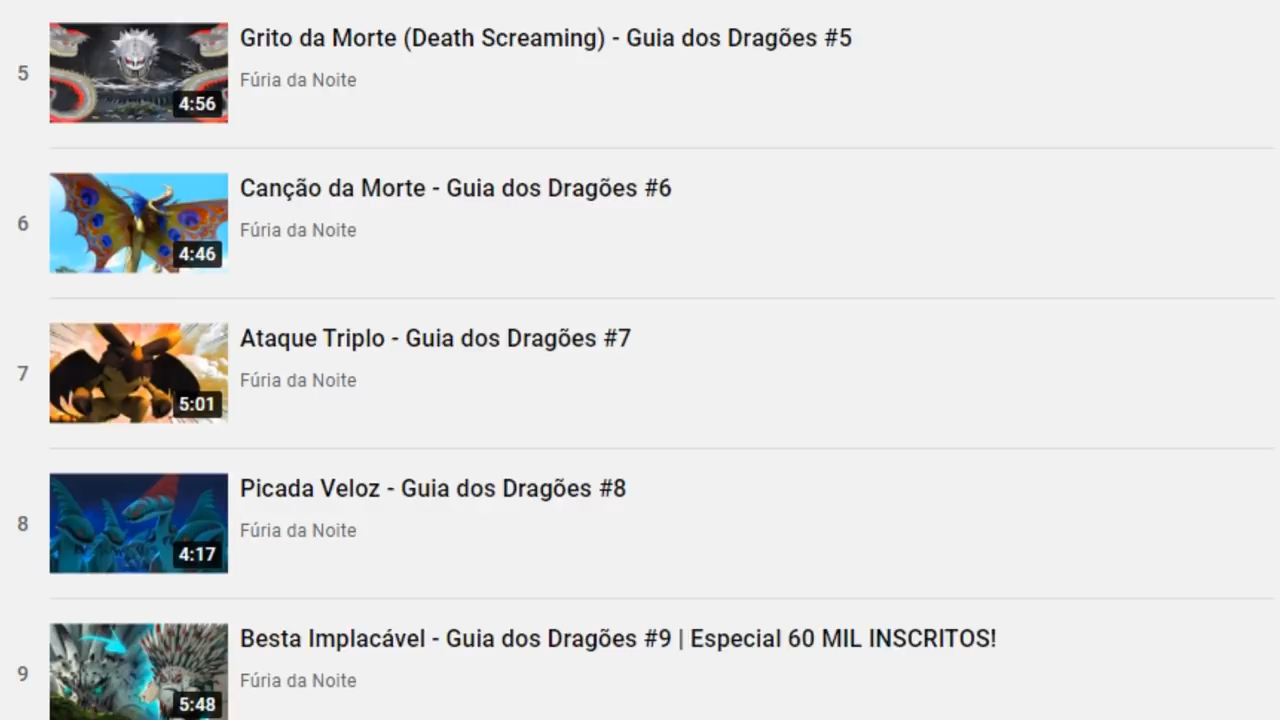 5
Grito da Morte (Death Screaming) - Guia dos Dragões #5
Fúria da Noite
4:56
6
Canção da Morte - Guia dos Dragões #6
Fúria da Noite
4:46
7
Ataque Triplo - Guia dos Dragões #7
Fúria da Noite
5:01
8
Picada Veloz - Guia dos Dragões #8
Fúria da Noite
4:17
9
Besta Implacável - Guia dos Dragões #9 | Especial 60 MIL INSCRITOS!
Fúria da Noite
5:48